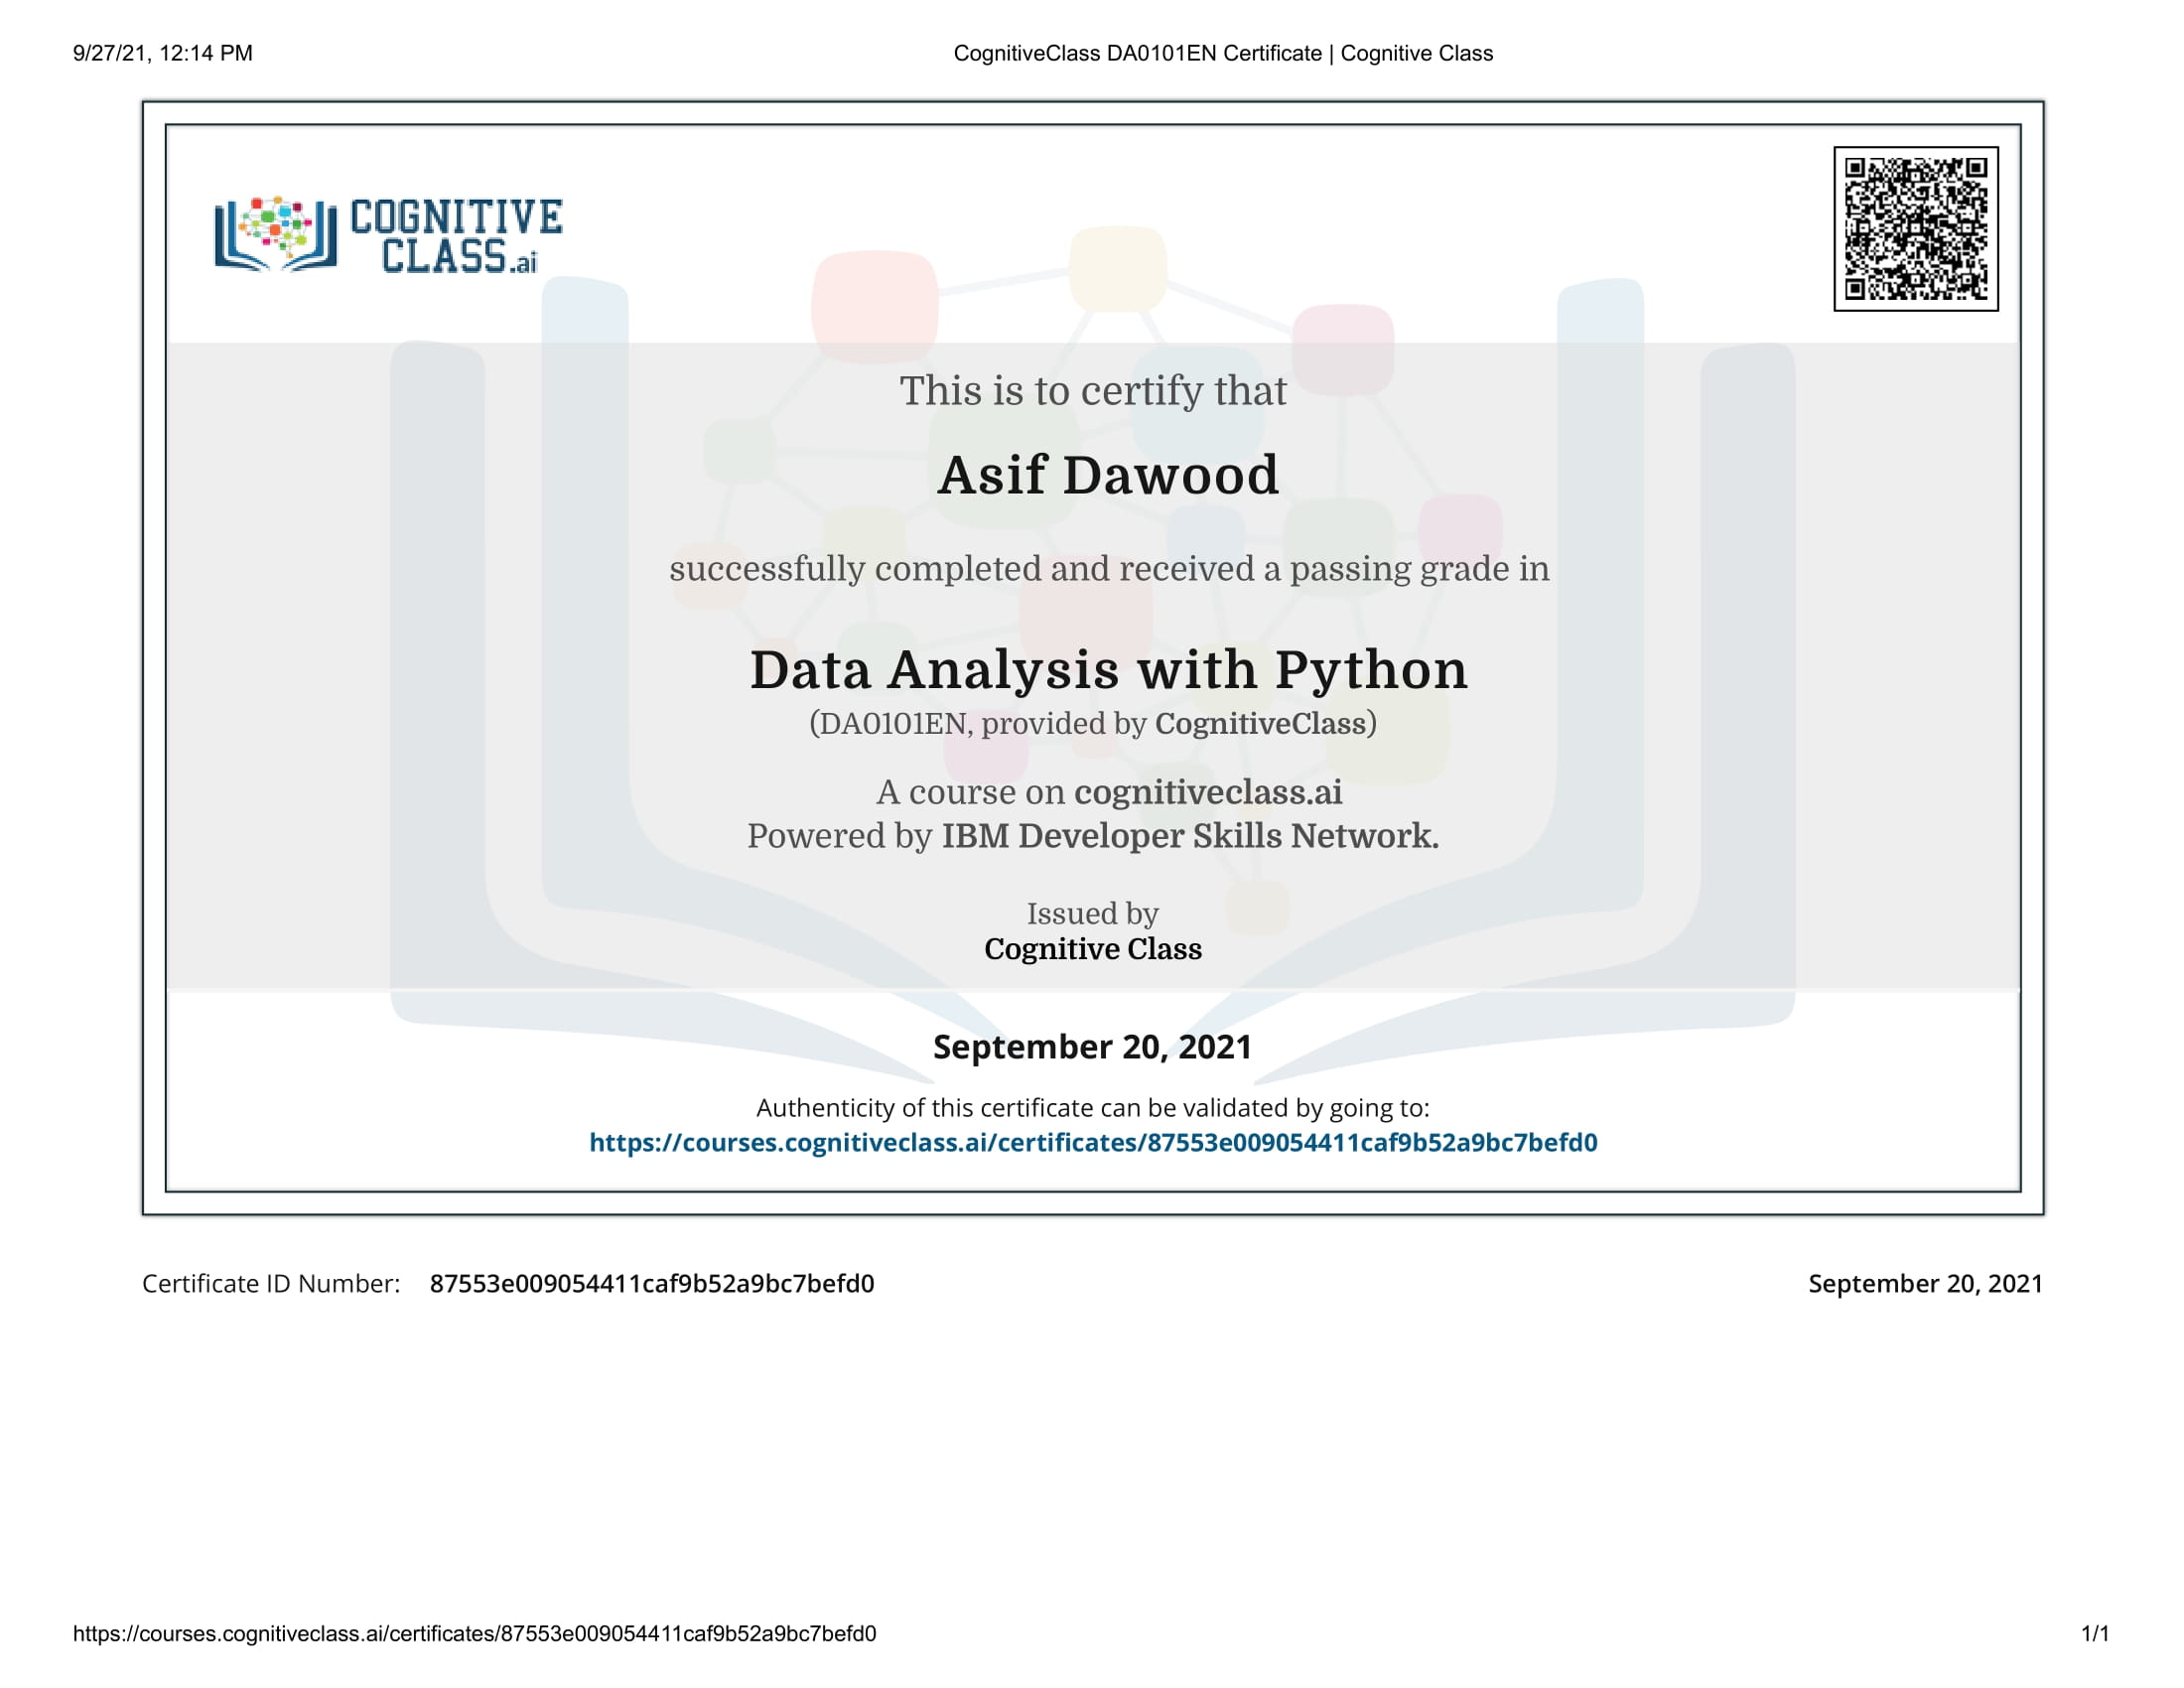 9/27/21, 12:14 PM
CognitiveClass DA0101EN Certificate | Cognitive Class
COGNITIVE
CLASS.ai
This is to certify that
Asif Dawood
successfully completed and received a passing grade in
Data Analysis with Python
(DA0101EN, provided by CognitiveClass)
A course on cognitiveclass.ai
Powered by IBM Developer Skills Network.
Issued by
Cognitive Class
September 20, 2021
Authenticity of this certificate can be validated by going to:
https://courses.cognitiveclass.ai/certificates/87553e009054411caf9b52a9bc7befd0
Certificate ID Number: 87553e009054411caf9b52a9bc7befd0
September 20, 2021
https://courses.cognitiveclass.ai/certificates/87553e009054411caf9b52a9bc7befd0
1/1